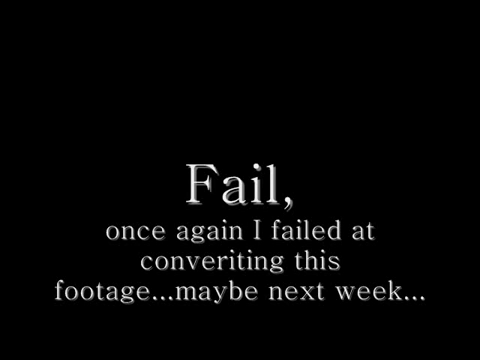 Fail,
once again I failed at
converiting this
footage...maybe next week...